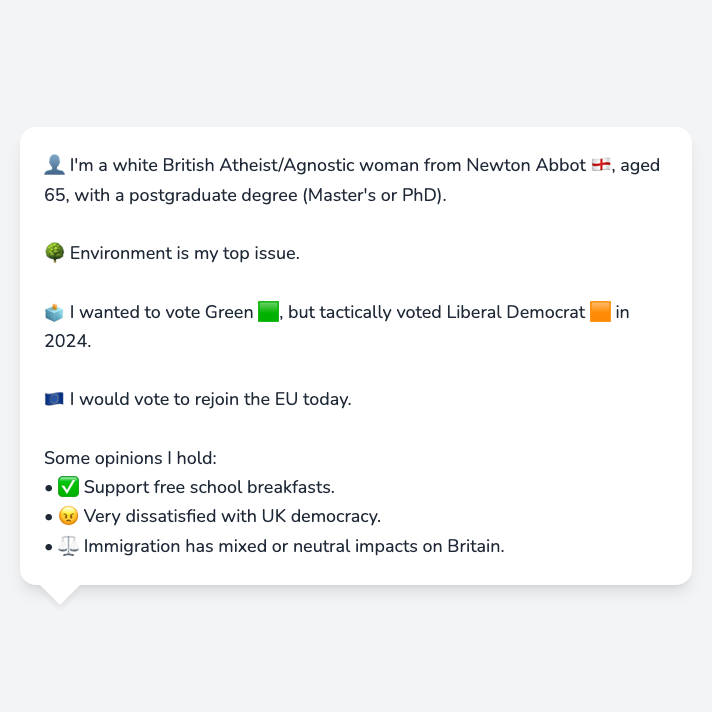 👤 I'm a white British Atheist/Agnostic woman from Newton Abbot 🏴󠁧󠁢󠁥󠁮󠁧󠁿, aged
65, with a postgraduate degree (Master's or PhD).
🌳 Environment is my top issue.
🗳️ I wanted to vote Green 🟩, but tactically voted Liberal Democrat 🟧 in
2024.
🇪🇺 I would vote to rejoin the EU today.
Some opinions I hold:
• ✅ Support free school breakfasts.
• 😠 Very dissatisfied with UK democracy.
• ⚖️ Immigration has mixed or neutral impacts on Britain.